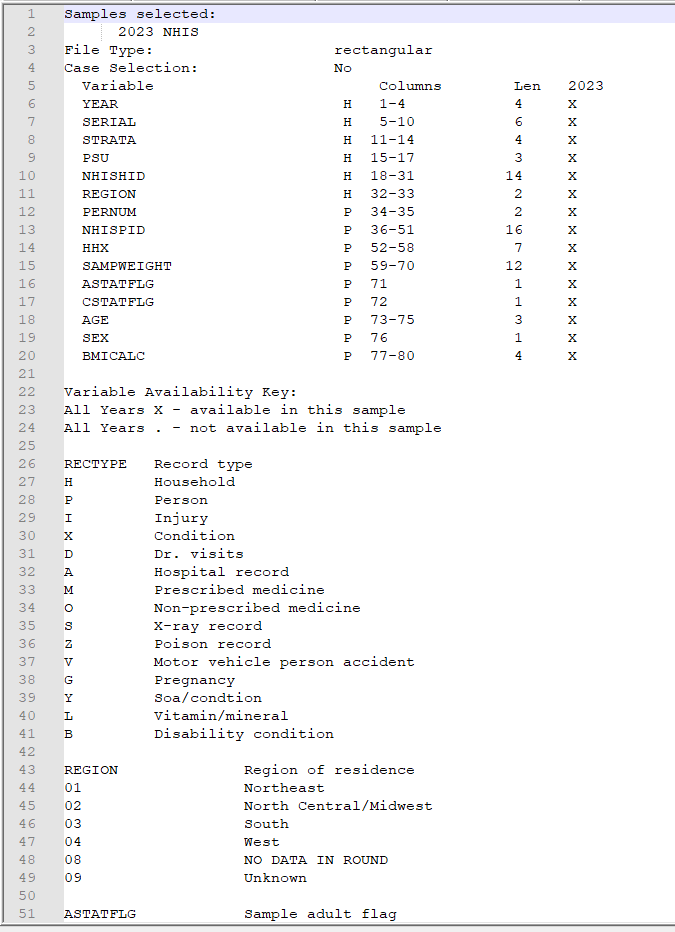 1 Samples selected:
2 2023 NHIS
3 File Type: rectangular
4 Case Selection: No
5 Variable Columns Len 2023
6 YEAR H 1-4 4 X
7 SERIAL H 5-10 6 X
8 STRATA H 11-14 4 X
9 PSU H 15-17 3 X
10 NHISHID H 18-31 14 X
11 REGION H 32-33 2 X
12 PERNUM P 34-35 2 X
13 NHISPID P 36-51 16 X
14 HHX P 52-58 7 X
15 SAMPWEIGHT P 59-70 12 X
16 ASTATFLG P 71 1 X
17 CSTATFLG P 72 1 X
18 AGE P 73-75 3 X
19 SEX P 76 1 X
20 BMICALC P 77-80 4 X
21
22 Variable Availability Key:
23 All Years X - available in this sample
24 All Years . - not available in this sample
25
26 RECTYPE Record type
27 H Household
28 P Person
29 I Injury
30 X Condition
31 D Dr. visits
32 A Hospital record
33 M Prescribed medicine
34 O Non-prescribed medicine
35 S X-ray record
36 Z Poison record
37 V Motor vehicle person accident
38 G Pregnancy
39 Y Soa/condtion
40 L Vitamin/mineral
41 B Disability condition
42
43 REGION Region of residence
44 01 Northeast
45 02 North Central/Midwest
46 03 South
47 04 West
48 08 NO DATA IN ROUND
49 09 Unknown
50
51 ASTATFLG Sample adult flag